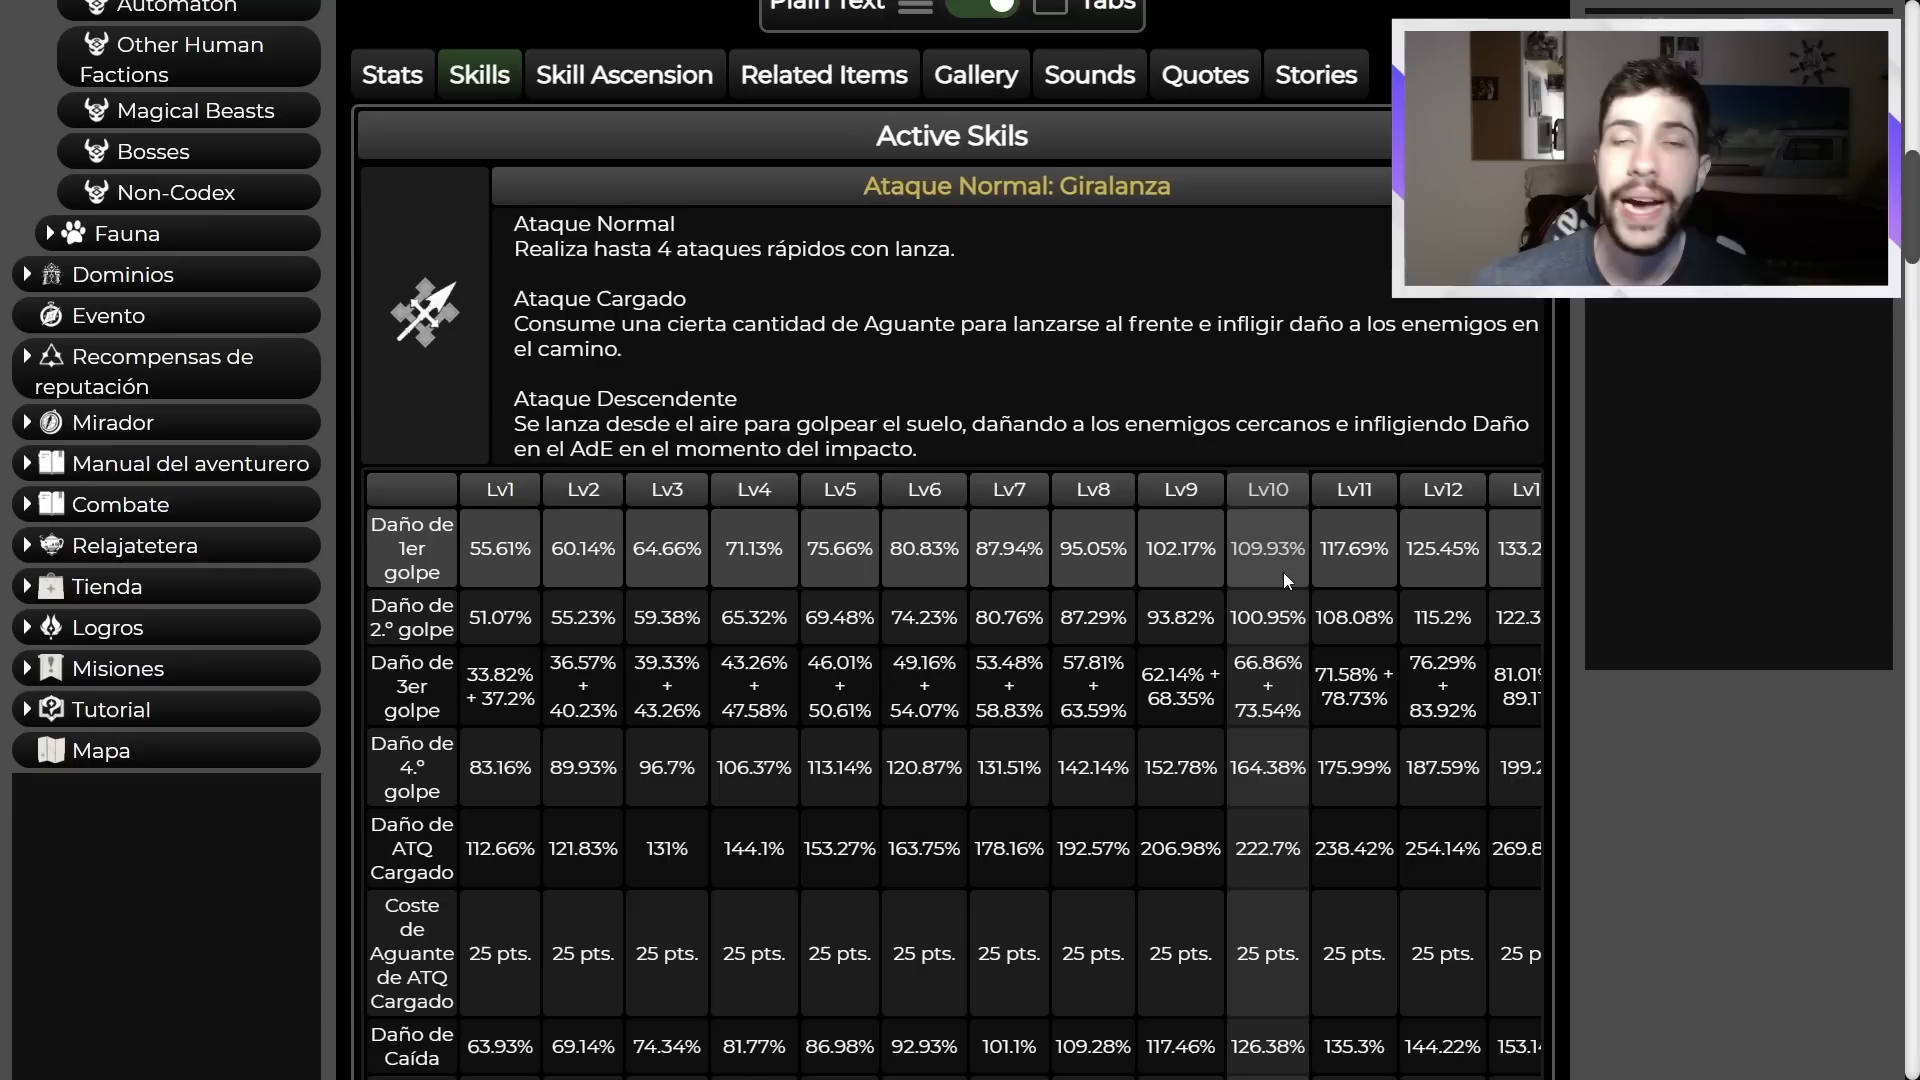 Automaton
Other Human
Factions
Magical Beasts
Bosses
Non-Codex
Fauna
Dominios
Evento
Recompensas de
reputación
Mirador
Manual del aventurero
Combate
Relajatetera
Tienda
Logros
Misiones
Tutorial
Mapa
Plain Text Tabs
Stats Skills Skill Ascension Related Items Gallery Sounds Quotes Stories
Active Skils
Ataque Normal: Giralanza
Ataque Normal
Realiza hasta 4 ataques rápidos con lanza.
Ataque Cargado
Consume una cierta cantidad de Aguante para lanzarse al frente e infligir daño a los enemigos en
el camino.
Ataque Descendente
Se lanza desde el aire para golpear el suelo, dañando a los enemigos cercanos e infligiendo Daño
en el AdE en el momento del impacto.
Lv1 Lv2 Lv3 Lv4 Lv5 Lv6 Lv7 Lv8 Lv9 Lv10 Lv11 Lv12 Lv1
Daño de
1er
golpe
55.61% 60.14% 64.66% 71.13% 75.66% 80.83% 87.94% 95.05% 102.17% 109.93% 117.69% 125.45% 133.2
Daño de
2.º golpe
51.07% 55.23% 59.38% 65.32% 69.48% 74.23% 80.76% 87.29% 93.82% 100.95% 108.08% 115.2% 122.3
Daño de
3er
golpe
33.82%
+ 37.2%
36.57%
+
40.23%
39.33%
+
43.26%
43.26%
+
47.58%
46.01%
+
50.61%
49.16%
+
54.07%
53.48%
+
58.83%
57.81%
+
63.59%
62.14% +
68.35%
66.86%
+
73.54%
71.58% +
78.73%
76.29%
+
83.92%
81.01
89.1
Daño de
4.º
golpe
83.16% 89.93% 96.7% 106.37% 113.14% 120.87% 131.51% 142.14% 152.78% 164.38% 175.99% 187.59% 199.2
Daño de
ATQ
Cargado
112.66% 121.83% 131% 144.1% 153.27% 163.75% 178.16% 192.57% 206.98% 222.7% 238.42% 254.14% 269.8
Coste
de
Aguante
de ATQ
Cargado
25 pts. 25 pts. 25 pts. 25 pts. 25 pts. 25 pts. 25 pts. 25 pts. 25 pts. 25 pts. 25 pts. 25 pts. 25 p
Daño de
Caída
63.93% 69.14% 74.34% 81.77% 86.98% 92.93% 101.1% 109.28% 117.46% 126.38% 135.3% 144.22% 153.1